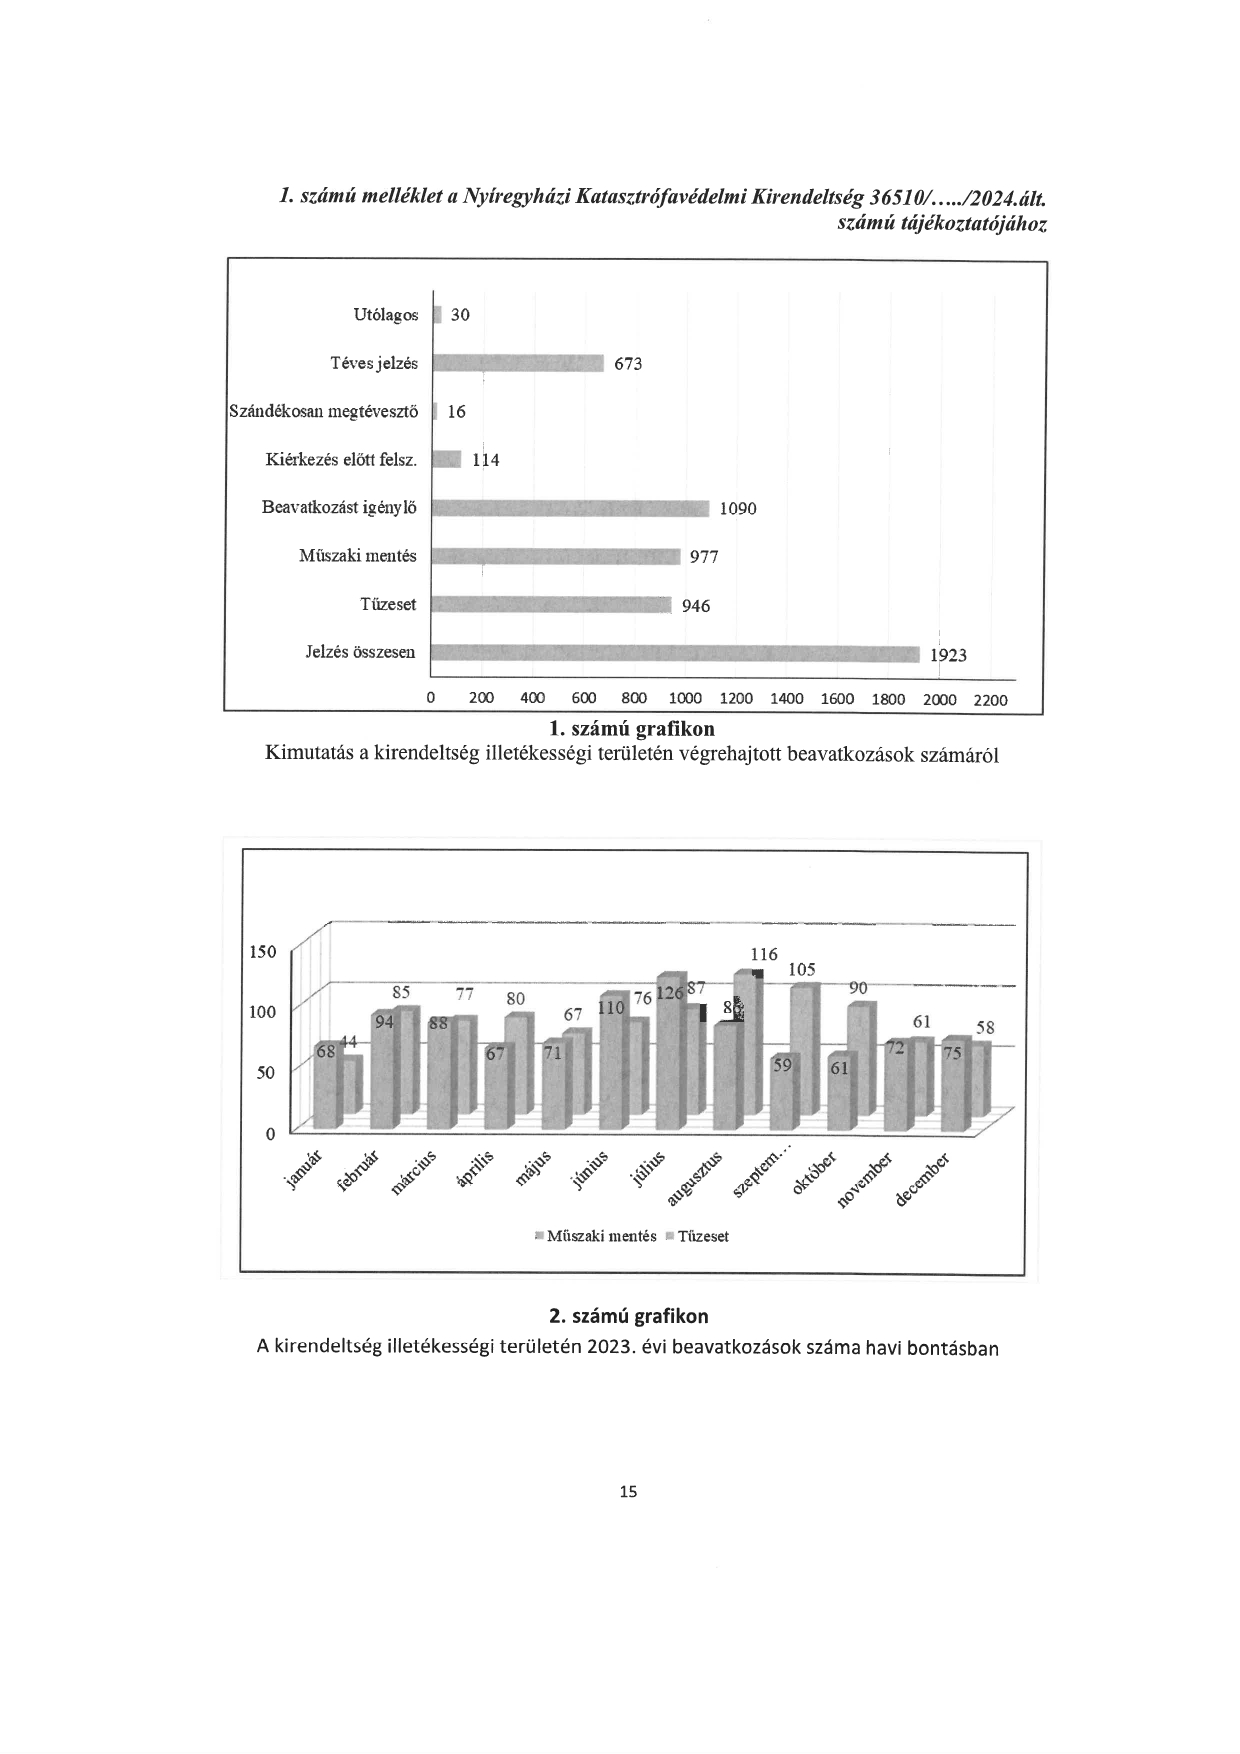 1. számú melléklet a Nyíregyházi Katasztrófavédelmi Kirendeltség 36510/…../2024.ált.
számú tájékoztatójához
Utólagos 30
Téves jelzés 673
Szándékosan megtévesztő 16
Kiérkezés előtt felsz. 114
Beavatkozást igénylő 1090
Műszaki mentés 977
Tűzeset 946
Jelzés összesen 1923
0 200 400 600 800 1000 1200 1400 1600 1800 2000 2200
1. számú grafikon
Kimutatás a kirendeltség illetékességi területén végrehajtott beavatkozások számáról
150
100
50
0
68 44 94 85 88 77 67 80 71 67 110 76 126 87 116 59 105 61 90 72 61 75 58
január február március április május június július augusztus szeptem... október november december
Műszaki mentés Tűzeset
2. számú grafikon
A kirendeltség illetékességi területén 2023. évi beavatkozások száma havi bontásban
15